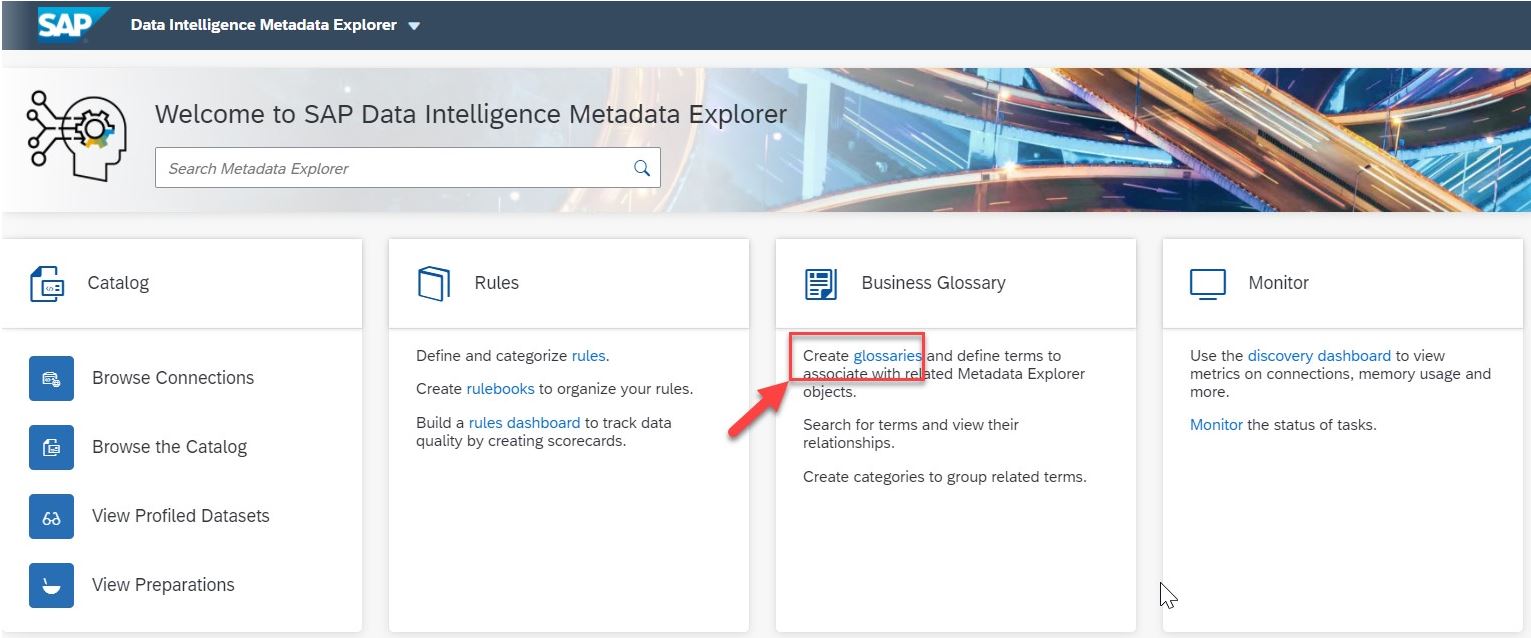 SAP Data Intelligence Metadata Explorer
Welcome to SAP Data Intelligence Metadata Explorer
Search Metadata Explorer
Catalog
Browse Connections
Browse the Catalog
View Profiled Datasets
View Preparations
Rules
Define and categorize rules.
Create rulebooks to organize your rules.
Build a rules dashboard to track data
quality by creating scorecards.
Business Glossary
Create glossaries and define terms to
associate with related Metadata Explorer
objects.
Search for terms and view their
relationships.
Create categories to group related terms.
Monitor
Use the discovery dashboard to view
metrics on connections, memory usage and
more.
Monitor the status of tasks.